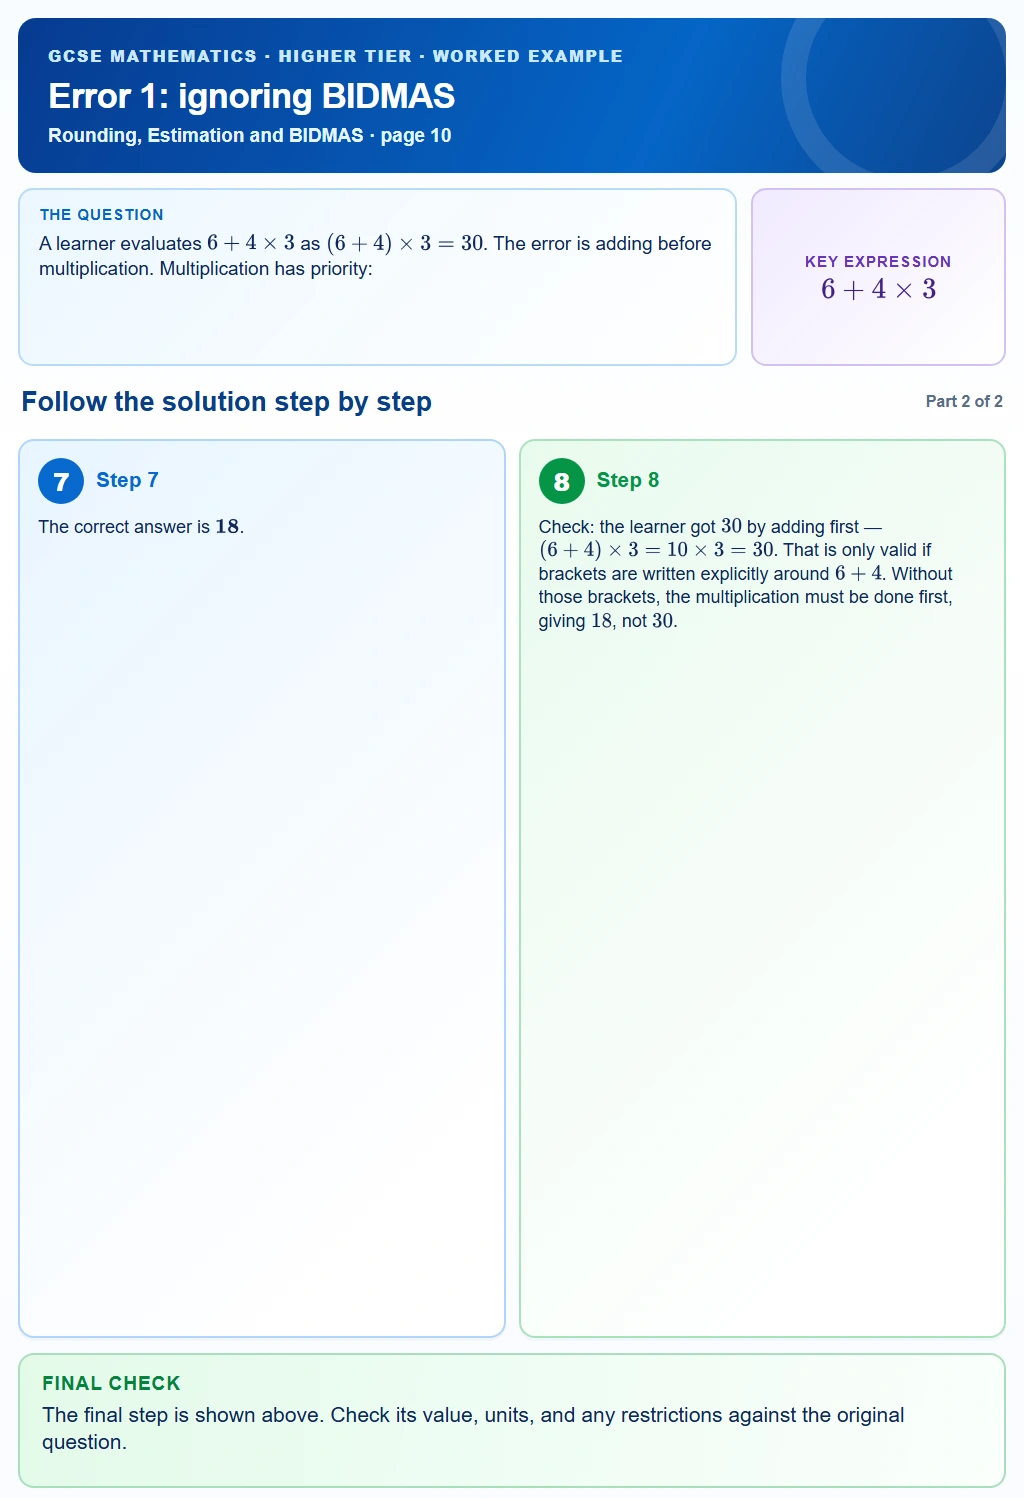 GCSE MATHEMATICS · HIGHER TIER · WORKED EXAMPLE
Error 1: ignoring BIDMAS
Rounding, Estimation and BIDMAS · page 10
THE QUESTION
A learner evaluates 6 + 4 × 3 as (6 + 4) × 3 = 30. The error is adding before
multiplication. Multiplication has priority:
KEY EXPRESSION
6 + 4 × 3
Follow the solution step by step
Part 2 of 2
7 Step 7
The correct answer is 18.
8 Step 8
Check: the learner got 30 by adding first —
(6 + 4) × 3 = 10 × 3 = 30. That is only valid if
brackets are written explicitly around 6 + 4. Without
those brackets, the multiplication must be done first,
giving 18, not 30.
FINAL CHECK
The final step is shown above. Check its value, units, and any restrictions against the original
question.